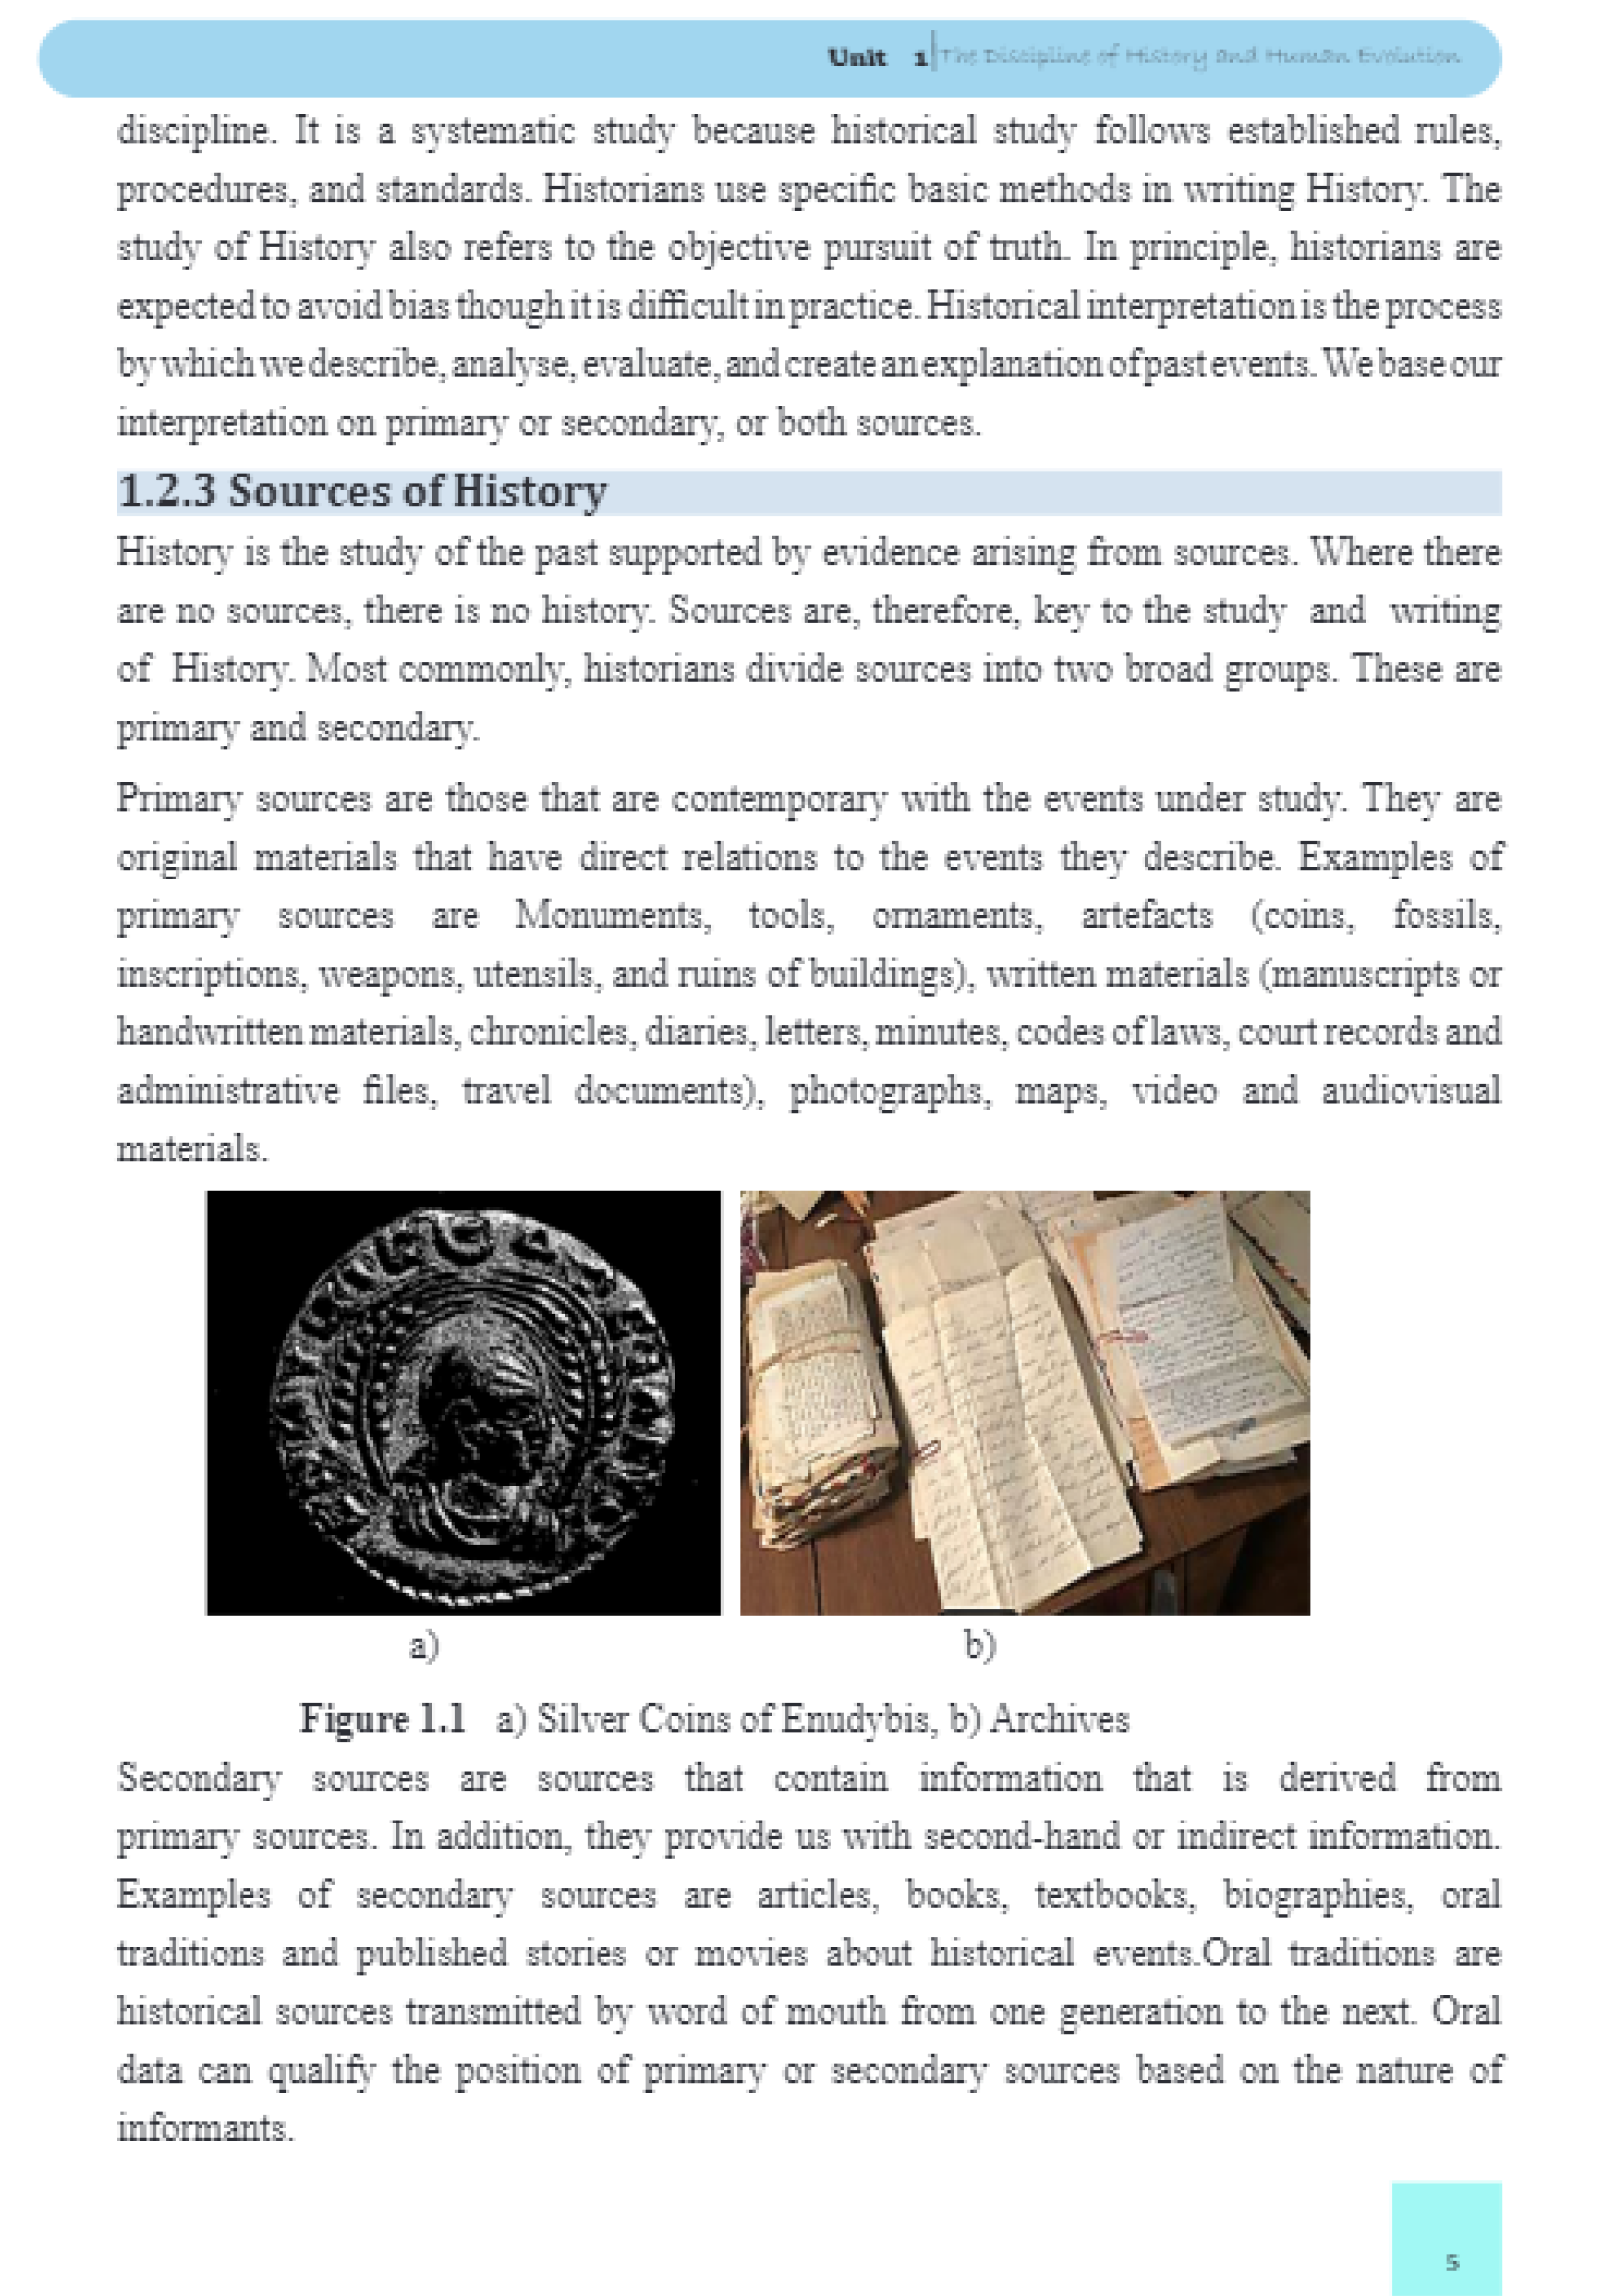 Unit 1 The Discipline of History and Human Evolution
discipline. It is a systematic study because historical study follows established rules,
procedures, and standards. Historians use specific basic methods in writing History. The
study of History also refers to the objective pursuit of truth. In principle, historians are
expected to avoid bias though it is difficult in practice. Historical interpretation is the process
by which we describe, analyse, evaluate, and create an explanation of past events. We base our
interpretation on primary or secondary, or both sources.
1.2.3 Sources of History
History is the study of the past supported by evidence arising from sources. Where there
are no sources, there is no history. Sources are, therefore, key to the study and writing
of History. Most commonly, historians divide sources into two broad groups. These are
primary and secondary.
Primary sources are those that are contemporary with the events under study. They are
original materials that have direct relations to the events they describe. Examples of
primary sources are Monuments, tools, ornaments, artefacts (coins, fossils,
inscriptions, weapons, utensils, and ruins of buildings), written materials (manuscripts or
handwritten materials, chronicles, diaries, letters, minutes, codes of laws, court records and
administrative files, travel documents), photographs, maps, video and audiovisual
materials.
a) b)
Figure 1.1 a) Silver Coins of Enudybis, b) Archives
Secondary sources are sources that contain information that is derived from
primary sources. In addition, they provide us with second-hand or indirect information.
Examples of secondary sources are articles, books, textbooks, biographies, oral
traditions and published stories or movies about historical events.Oral traditions are
historical sources transmitted by word of mouth from one generation to the next. Oral
data can qualify the position of primary or secondary sources based on the nature of
informants.
5